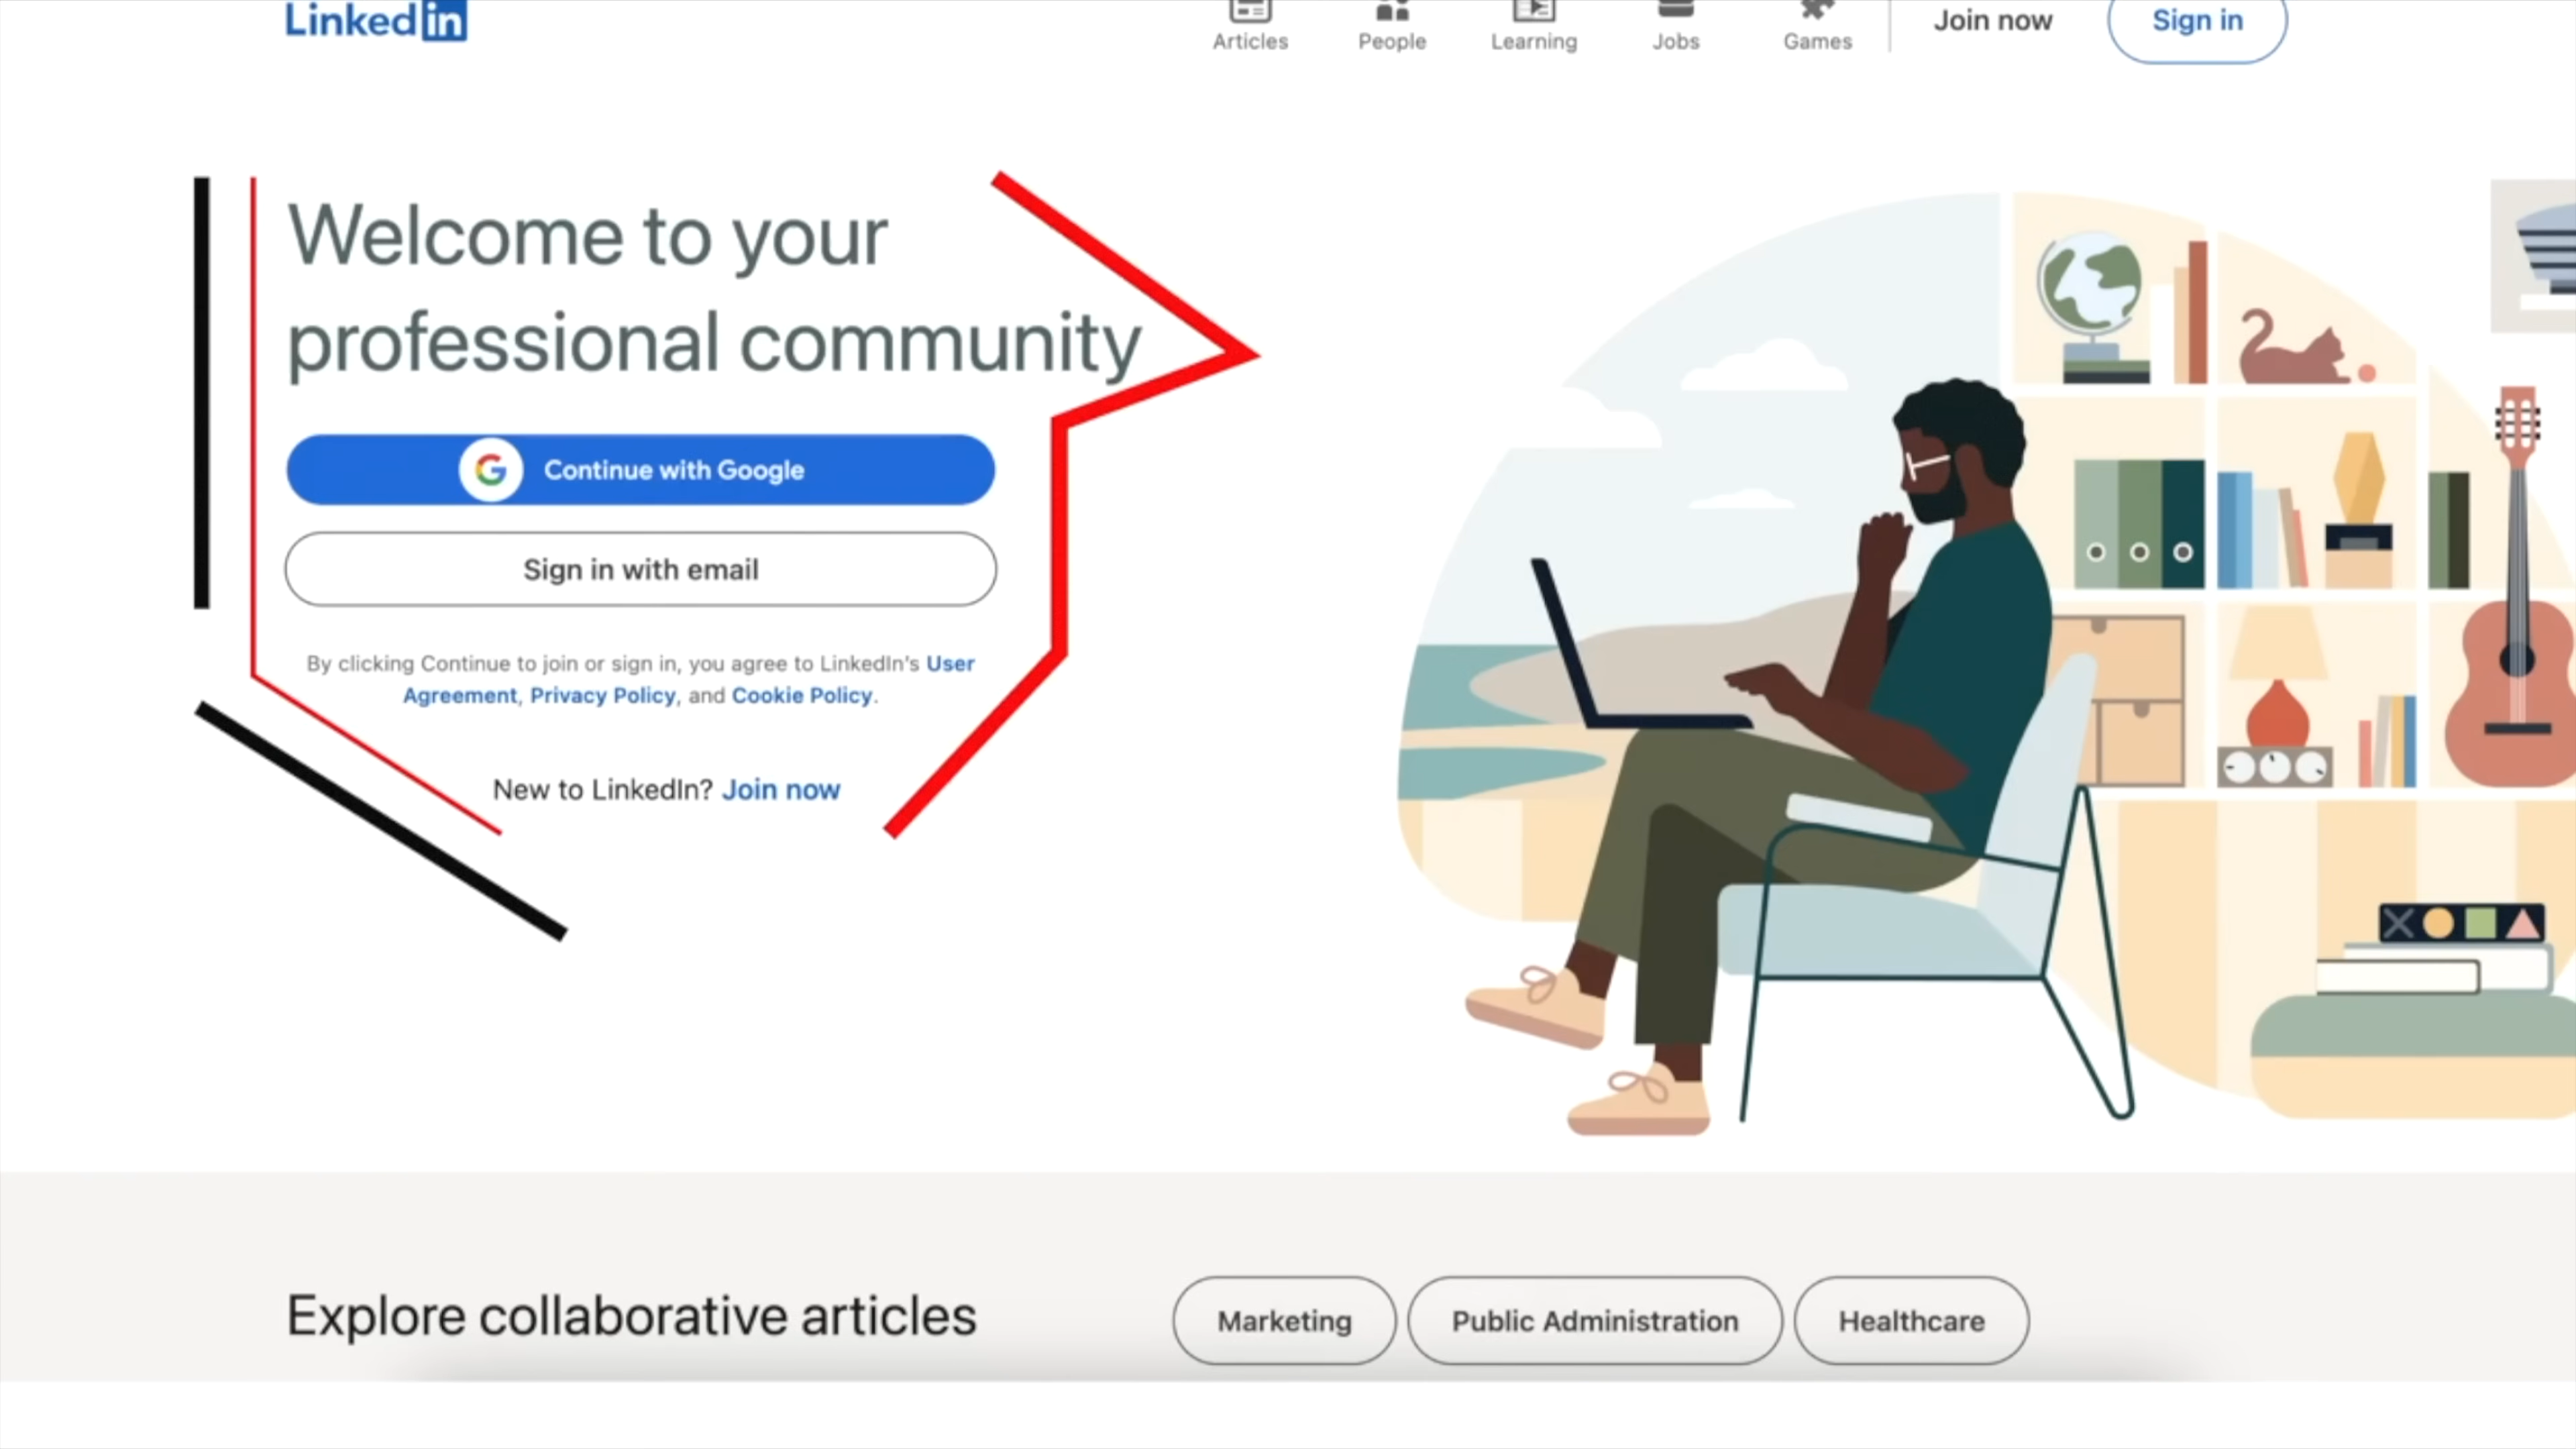 Linkedin
Articles
People
Learning
Jobs
Games
Join now
Sign in
Welcome to your
professional community
Continue with Google
Sign in with email
By clicking Continue to join or sign in, you agree to LinkedIn's User
Agreement, Privacy Policy, and Cookie Policy.
New to LinkedIn? Join now
Explore collaborative articles
Marketing
Public Administration
Healthcare